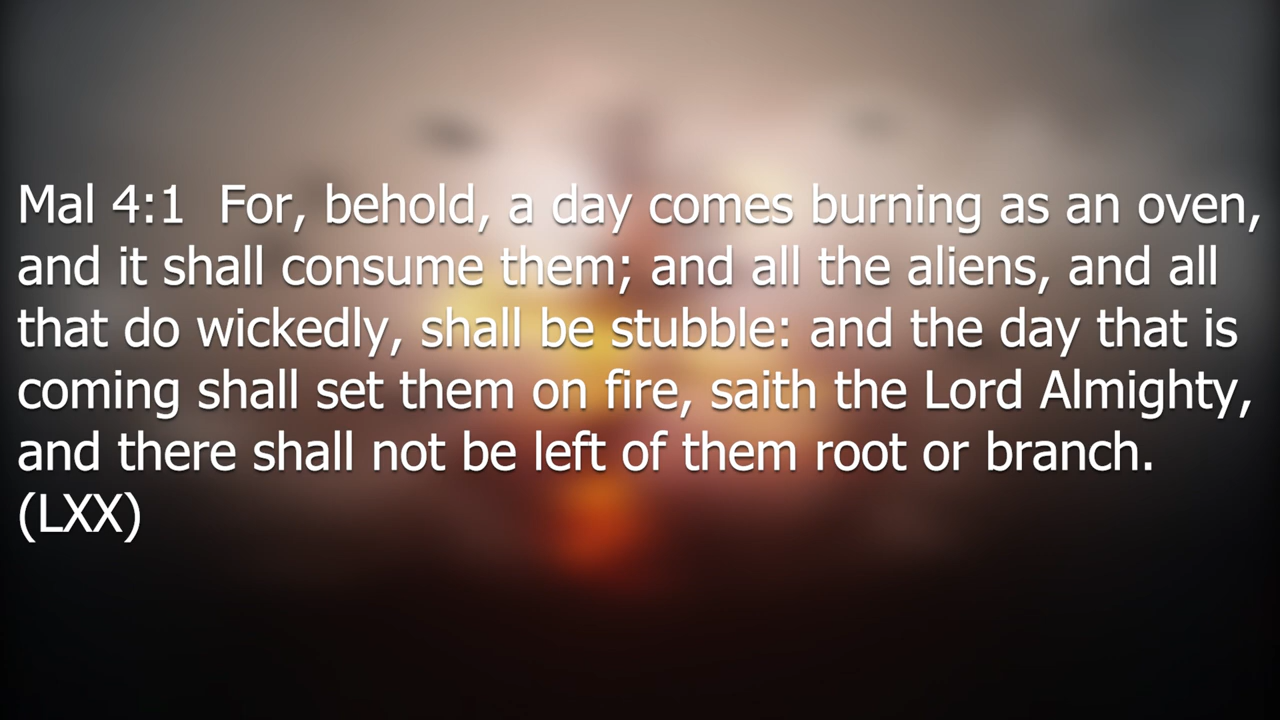 Mal 4:1  For, behold, a day comes burning as an oven,
and it shall consume them; and all the aliens, and all
that do wickedly, shall be stubble: and the day that is
coming shall set them on fire, saith the Lord Almighty,
and there shall not be left of them root or branch.
(LXX)